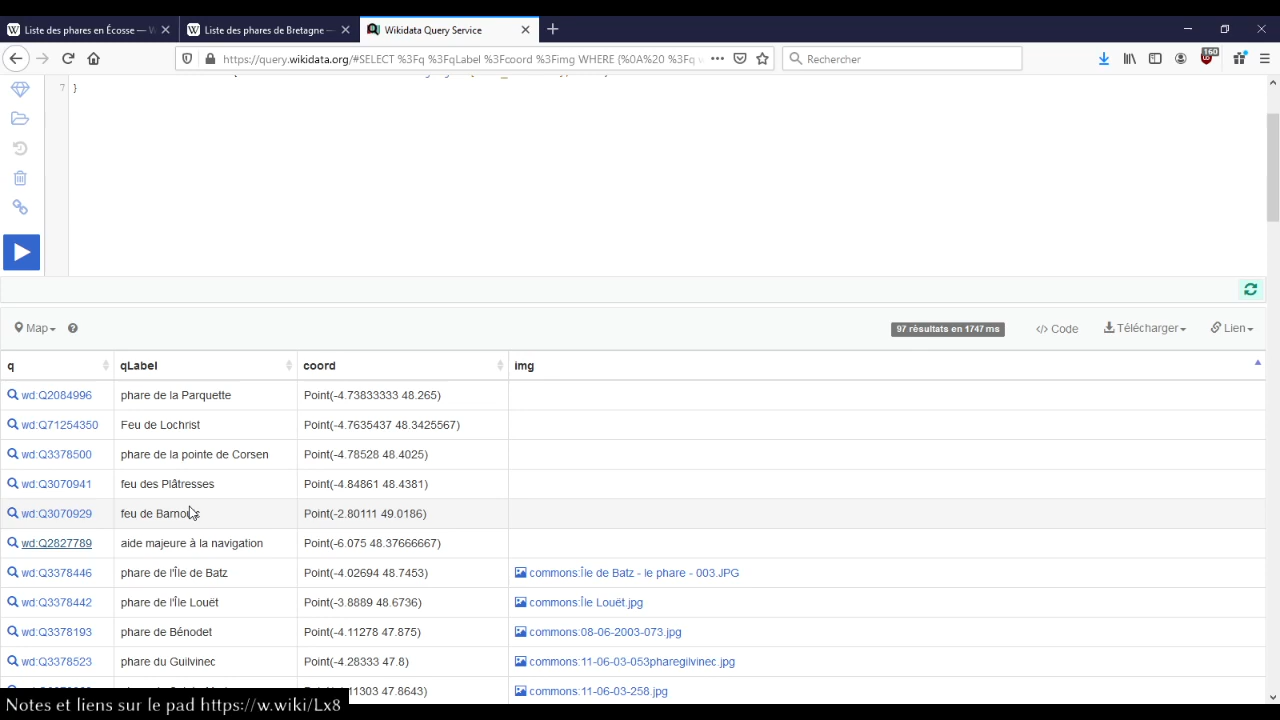 Liste des phares en Écosse — W
Liste des phares de Bretagne —
Wikidata Query Service
https://query.wikidata.org/#SELECT %3Fq %3FqLabel %3Fcoord %3Fimg WHERE {%0A%20 %3Fq
Rechercher
160
7 }
Map
97 résultats en 1747 ms
</> Code
Télécharger
Lien
q qLabel coord img
wd:Q2084996 phare de la Parquette Point(-4.73833333 48.265)
wd:Q71254350 Feu de Lochrist Point(-4.7635437 48.3425567)
wd:Q3378500 phare de la pointe de Corsen Point(-4.78528 48.4025)
wd:Q3070941 feu des Plâtresses Point(-4.84861 48.4381)
wd:Q3070929 feu de Point(-2.80111 49.0186)
wd:Q2827789 aide majeure à la navigation Point(-6.075 48.37666667)
wd:Q3378446 phare de l'Île de Batz Point(-4.02694 48.7453) commons:Île de Batz - le phare - 003.JPG
wd:Q3378442 phare de l'Île Louët Point(-3.8889 48.6736) commons:Île Louët.jpg
wd:Q3378193 phare de Bénodet Point(-4.11278 47.875) commons:08-06-2003-073.jpg
wd:Q3378523 phare du Guilvinec Point(-4.28333 47.8) commons:11-06-03-053pharegilvinec.jpg
11303 47.8643) commons:11-06-03-258.jpg
Notes et liens sur le pad https://w.wiki/Lx8